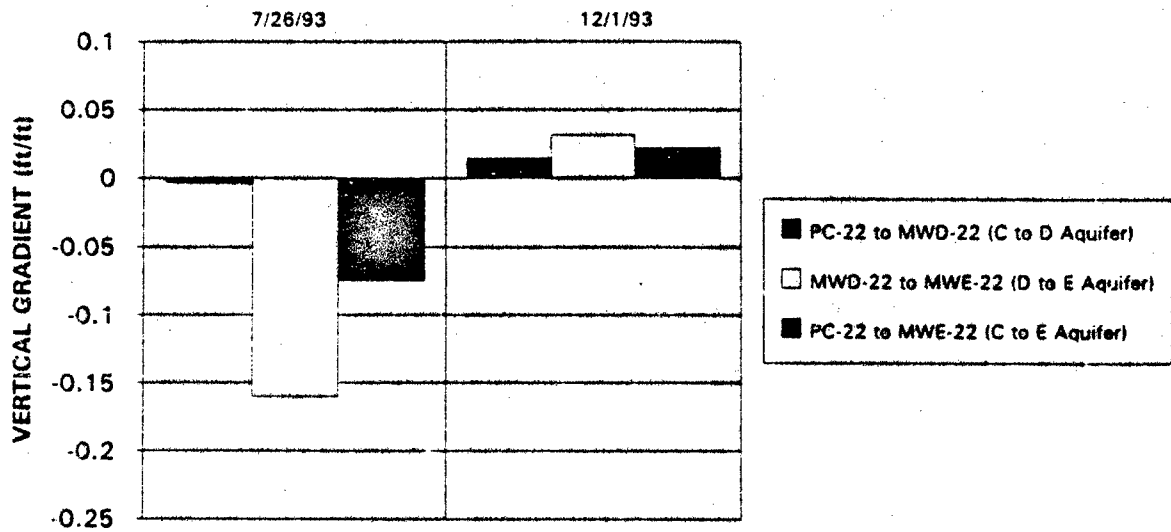 7/26/93 12/1/93
0.1
0.05
0
-0.05
-0.1
-0.15
-0.2
-0.25
VERTICAL GRADIENT (ft/ft)
PC-22 to MWD-22 (C to D Aquifer)
MWD-22 to MWE-22 (D to E Aquifer)
PC-22 to MWE-22 (C to E Aquifer)